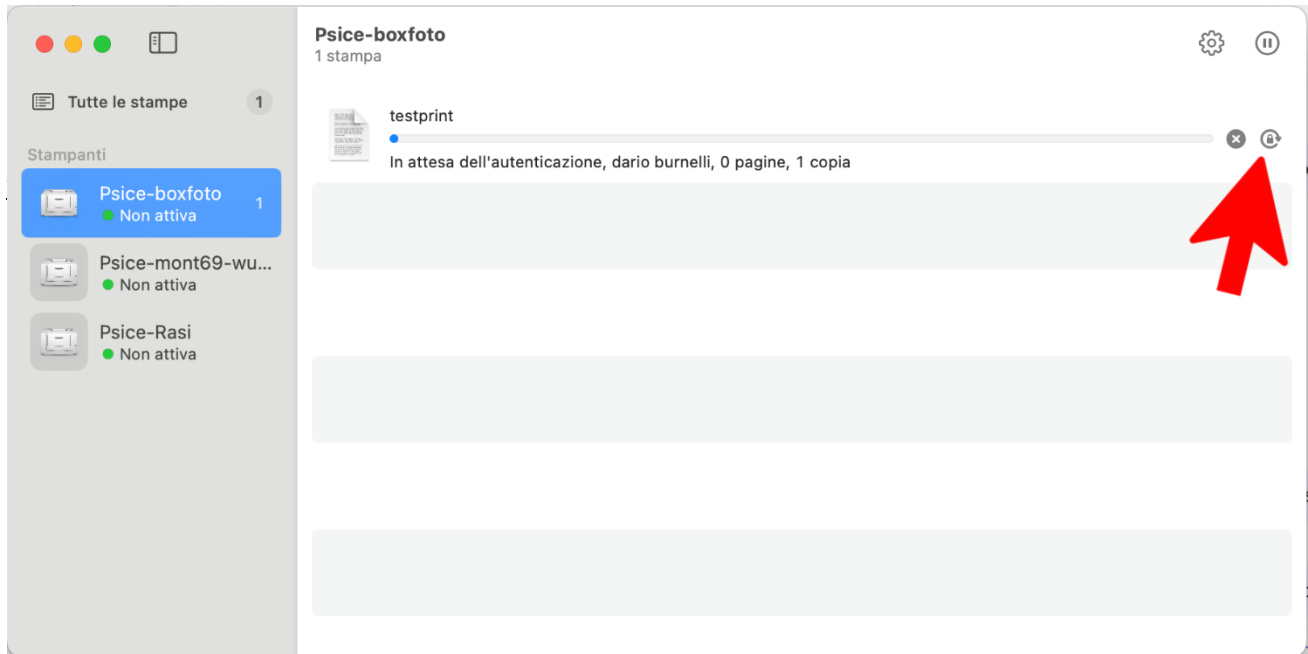 Psice-boxfoto
1 stampa
Tutte le stampe 1
Stampanti
Psice-boxfoto 1
Non attiva
Psice-mont69-wu...
Non attiva
Psice-Rasi
Non attiva
testprint
In attesa dell'autenticazione, dario burnelli, 0 pagine, 1 copia